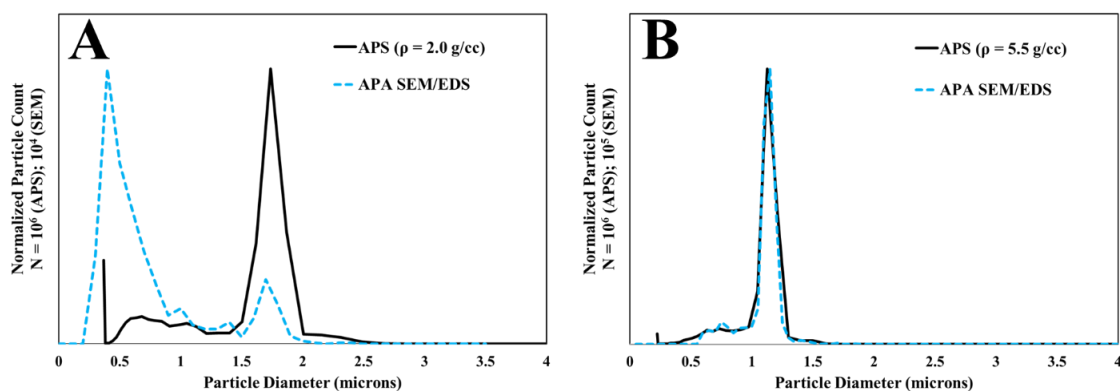 A
APS (ρ = 2.0 g/cc)
APA SEM/EDS
Normalized Particle Count
N = 10⁶ (APS); 10⁴ (SEM)
0 0.5 1 1.5 2 2.5 3 3.5 4
Particle Diameter (microns)
B
APS (ρ = 5.5 g/cc)
APA SEM/EDS
Normalized Particle Count
N = 10⁶ (APS); 10⁵ (SEM)
0 0.5 1 1.5 2 2.5 3 3.5 4
Particle Diameter (microns)